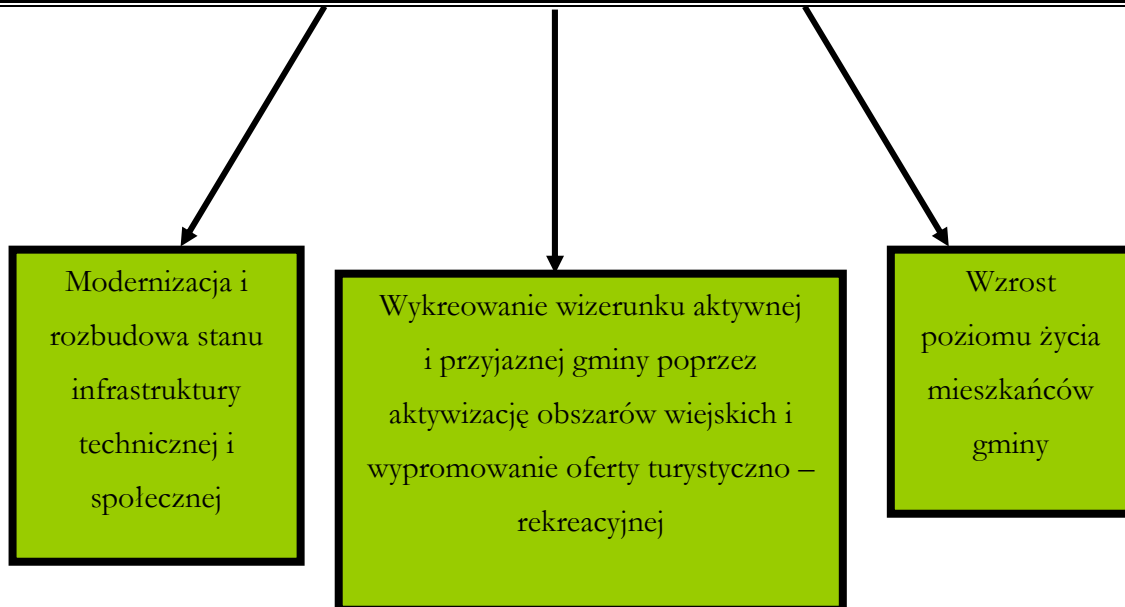 Modernizacja i
rozbudowa stanu
infrastruktury
technicznej i
społecznej
Wykreowanie wizerunku aktywnej
i przyjaznej gminy poprzez
aktywizację obszarów wiejskich i
wypromowanie oferty turystyczno –
rekreacyjnej
Wzrost
poziomu życia
mieszkańców
gminy